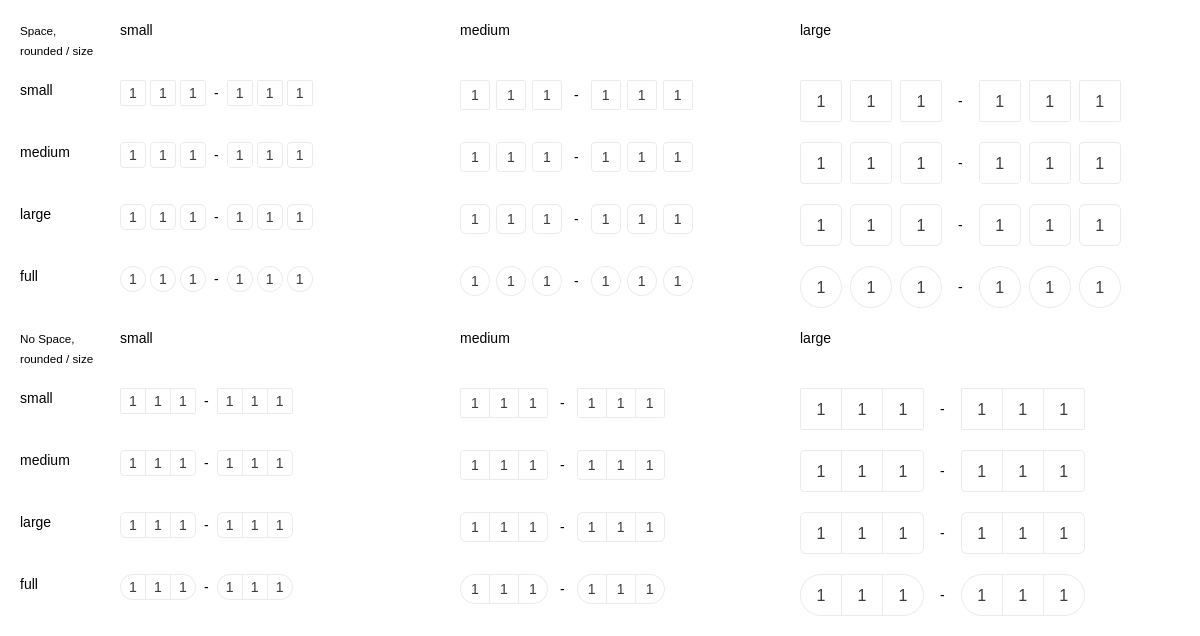 Space,
rounded / size
small medium large
small 1 1 1 - 1 1 1 1 1 1 - 1 1 1 1 1 1 - 1 1 1
medium 1 1 1 - 1 1 1 1 1 1 - 1 1 1 1 1 1 - 1 1 1
large 1 1 1 - 1 1 1 1 1 1 - 1 1 1 1 1 1 - 1 1 1
full 1 1 1 - 1 1 1 1 1 1 - 1 1 1 1 1 1 - 1 1 1
No Space,
rounded / size
small medium large
small 1 1 1 - 1 1 1 1 1 1 - 1 1 1 1 1 1 - 1 1 1
medium 1 1 1 - 1 1 1 1 1 1 - 1 1 1 1 1 1 - 1 1 1
large 1 1 1 - 1 1 1 1 1 1 - 1 1 1 1 1 1 - 1 1 1
full 1 1 1 - 1 1 1 1 1 1 - 1 1 1 1 1 1 - 1 1 1